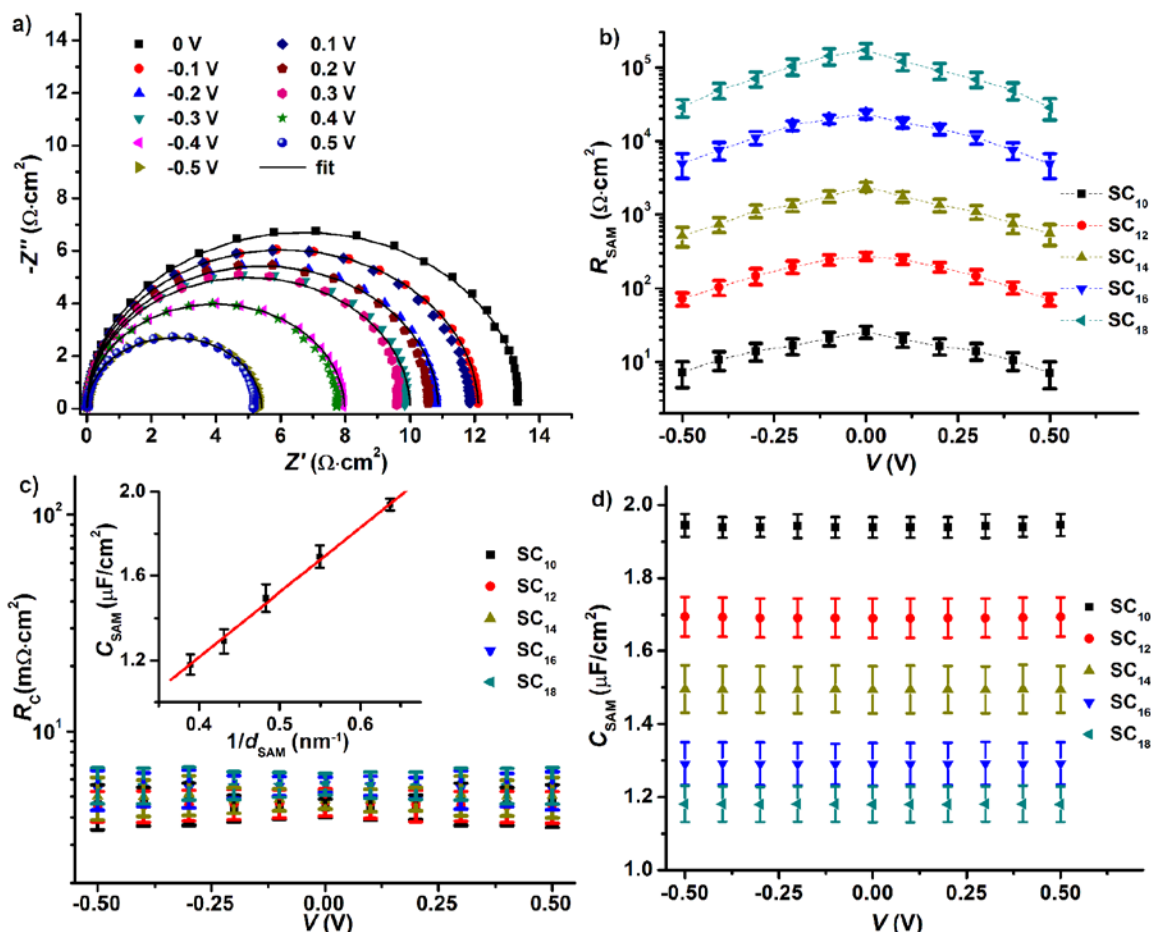 a)
15
14
12
10
8
6
4
2
0
-Z'' (Ω·cm²)
0 V
-0.1 V
-0.2 V
-0.3 V
-0.4 V
-0.5 V
0.1 V
0.2 V
0.3 V
0.4 V
0.5 V
fit
0 2 4 6 8 10 12 14
Z' (Ω·cm²)
b)
10⁵
10⁴
10³
10²
10¹
R_SAM (Ω·cm²)
SC₁₀
SC₁₂
SC₁₄
SC₁₆
SC₁₈
-0.50 -0.25 0.00 0.25 0.50
V (V)
c)
10²
10¹
R_C (mΩ·cm²)
2.0
1.6
1.2
C_SAM (μF/cm²)
0.4 0.5 0.6
1/d_SAM (nm⁻¹)
SC₁₀
SC₁₂
SC₁₄
SC₁₆
SC₁₈
-0.50 -0.25 0.00 0.25 0.50
V (V)
d)
2.0
1.8
1.6
1.4
1.2
1.0
C_SAM (μF/cm²)
SC₁₀
SC₁₂
SC₁₄
SC₁₆
SC₁₈
-0.50 -0.25 0.00 0.25 0.50
V (V)